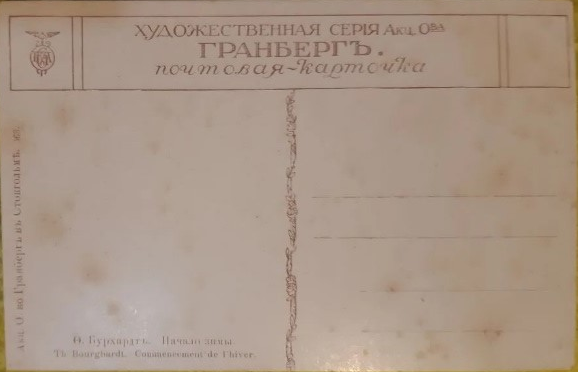 ХУДОЖЕСТВЕННАЯ СЕРІЯ Акц. О-ва
ГРАНБЕРГЪ.
почтовая-карточка
Акц. О-во Гранбергъ въ Стокгольмѣ.
Ѳ. Бурхардтъ. Начало зимы
Th. Bourghardt. Commencement de l'hiver.